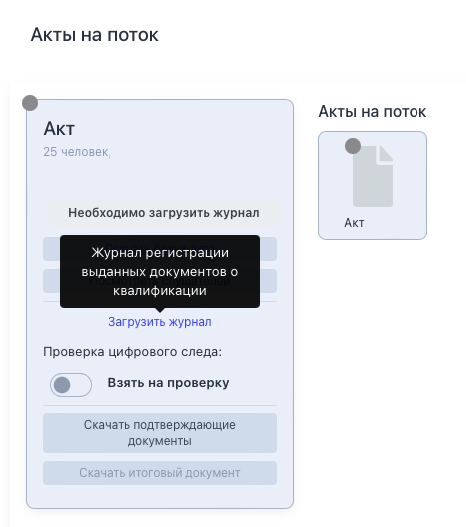 Акты на поток
Акт
25 человек,
Необходимо загрузить журнал
Журнал регистрации
выданных документов о
квалификации
Загрузить журнал
Проверка цифрового следа:
Взять на проверку
Скачать подтверждающие
документы
Скачать итоговый документ
Акты на поток
Акт